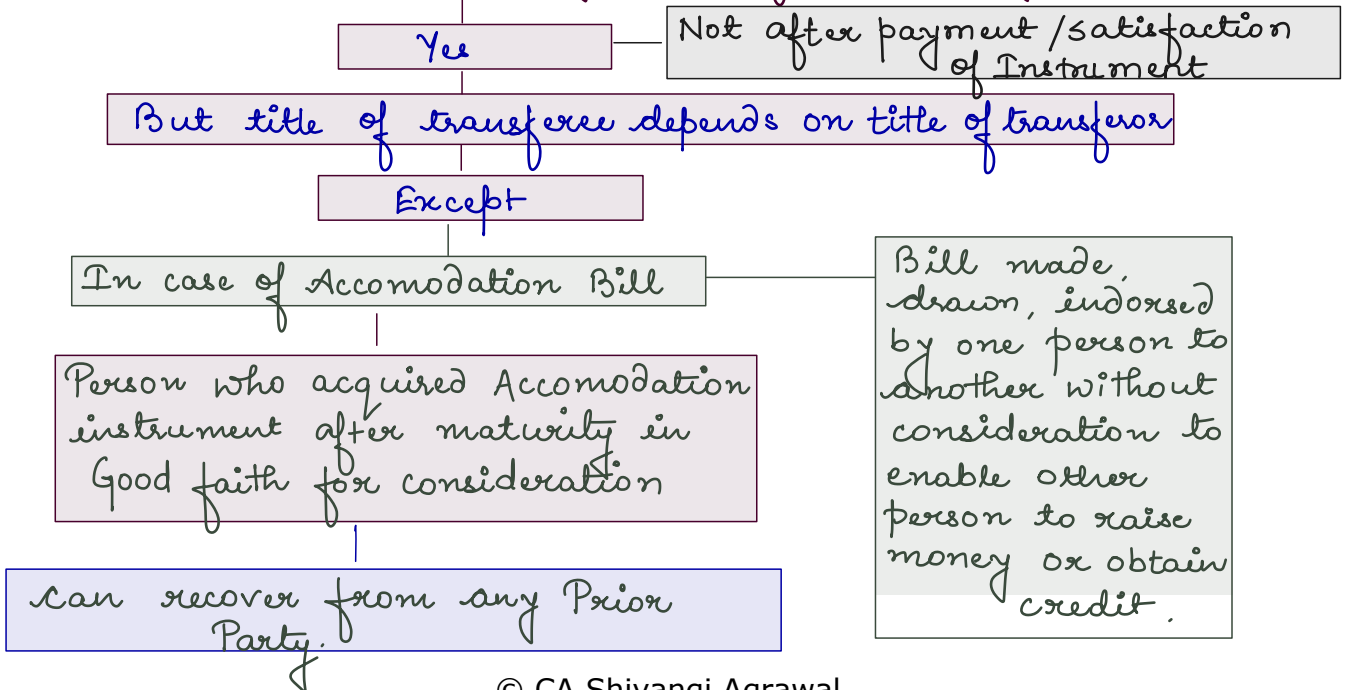 Yes
Not after payment /satisfaction
of Instrument
But title of transferee depends on title of transferor
Except
In case of Accomodation Bill
Bill made,
drawn, indorsed
by one person to
another without
consideration to
enable other
person to raise
money or obtain
credit.
Person who acquired Accomodation
instrument after maturity in
Good faith for consideration
can recover from any Prior
Party.
© CA Shivangi Agrawal